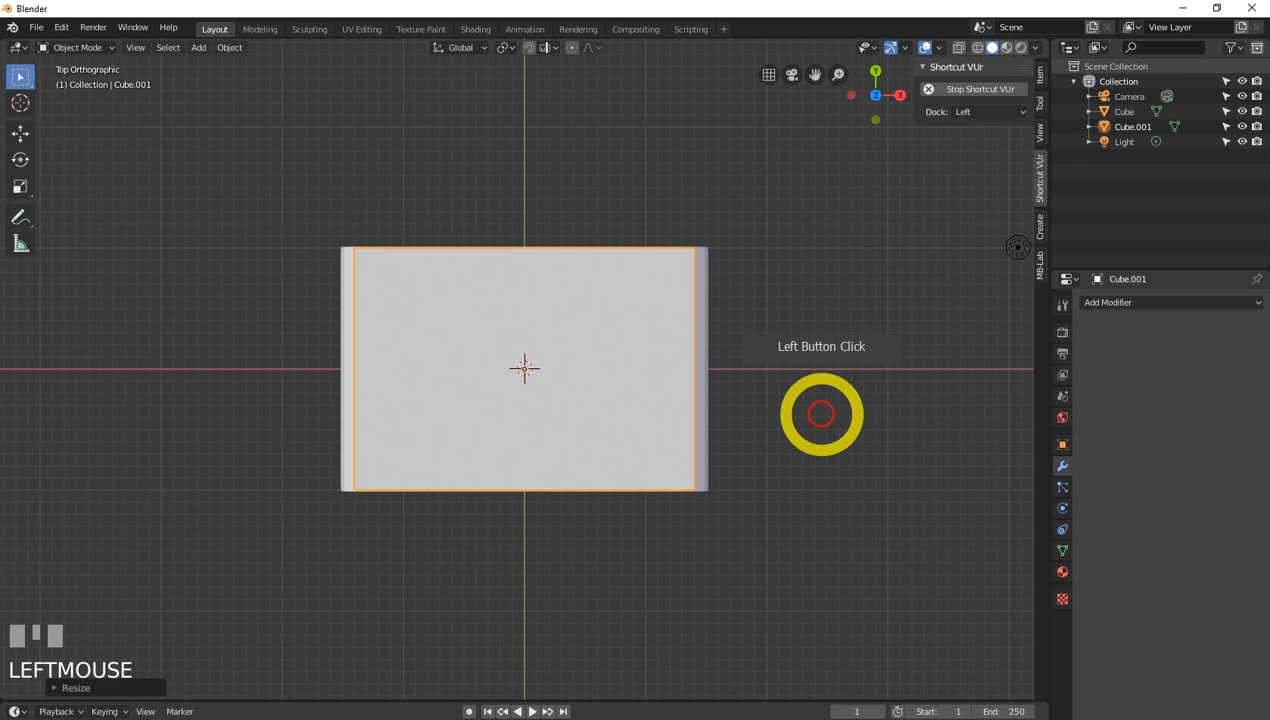 Blender
File Edit Render Window Help Layout Modeling Sculpting UV Editing Texture Paint Shading Animation Rendering Compositing Scripting + Scene View Layer
Object Mode View Select Add Object Global
Top Orthographic
(1) Collection | Cube.001
Y
X
Z
Shortcut VUr
Stop Shortcut VUr
Dock: Left
Item
Tool
View
Shortcut VUr
Create
MB-Lab
Scene Collection
Collection
Camera
Cube
Cube.001
Light
Cube.001
Add Modifier
Left Button Click
LEFTMOUSE
Resize
Playback Keying View Marker 1 Start: 1 End: 250